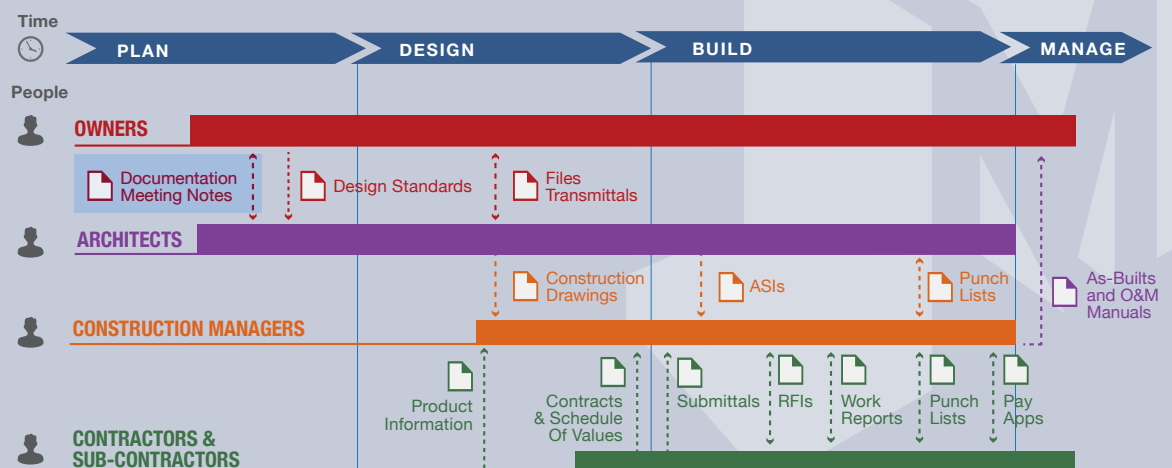 Time
PLAN
DESIGN
BUILD
MANAGE
People
OWNERS
Documentation
Meeting Notes
Design Standards
Files
Transmittals
ARCHITECTS
Construction
Drawings
ASIs
Punch
Lists
As-Builts
and O&M
Manuals
CONSTRUCTION MANAGERS
Product
Information
Contracts
& Schedule
Of Values
Submittals
RFIs
Work
Reports
Punch
Lists
Pay
Apps
CONTRACTORS &
SUB-CONTRACTORS